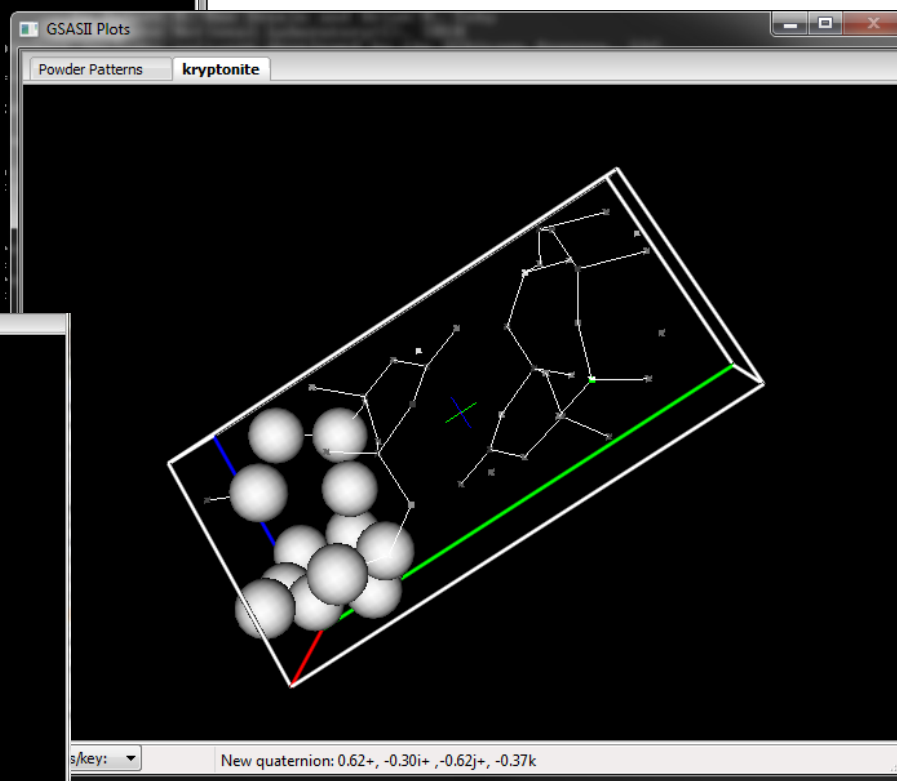 GSASII Plots
Powder Patterns
kryptonite
s/key:
New quaternion: 0.62+, -0.30i+ ,-0.62j+, -0.37k